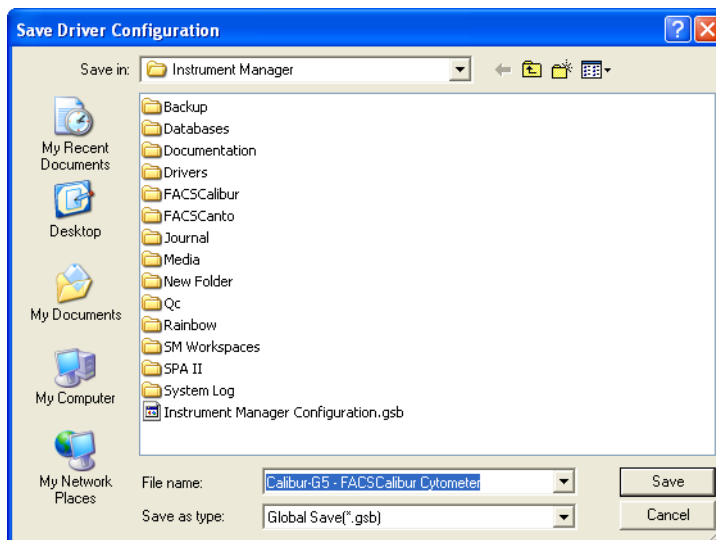 Save Driver Configuration
Save in:
Instrument Manager
My Recent
Documents
Desktop
My Documents
My Computer
My Network
Places
Backup
Databases
Documentation
Drivers
FACSCalibur
FACSCanto
Journal
Media
New Folder
Qc
Rainbow
SM Workspaces
SPA II
System Log
Instrument Manager Configuration.gsb
File name:
Calibur-G5 - FACSCalibur Cytometer
Save
Save as type:
Global Save(*.gsb)
Cancel